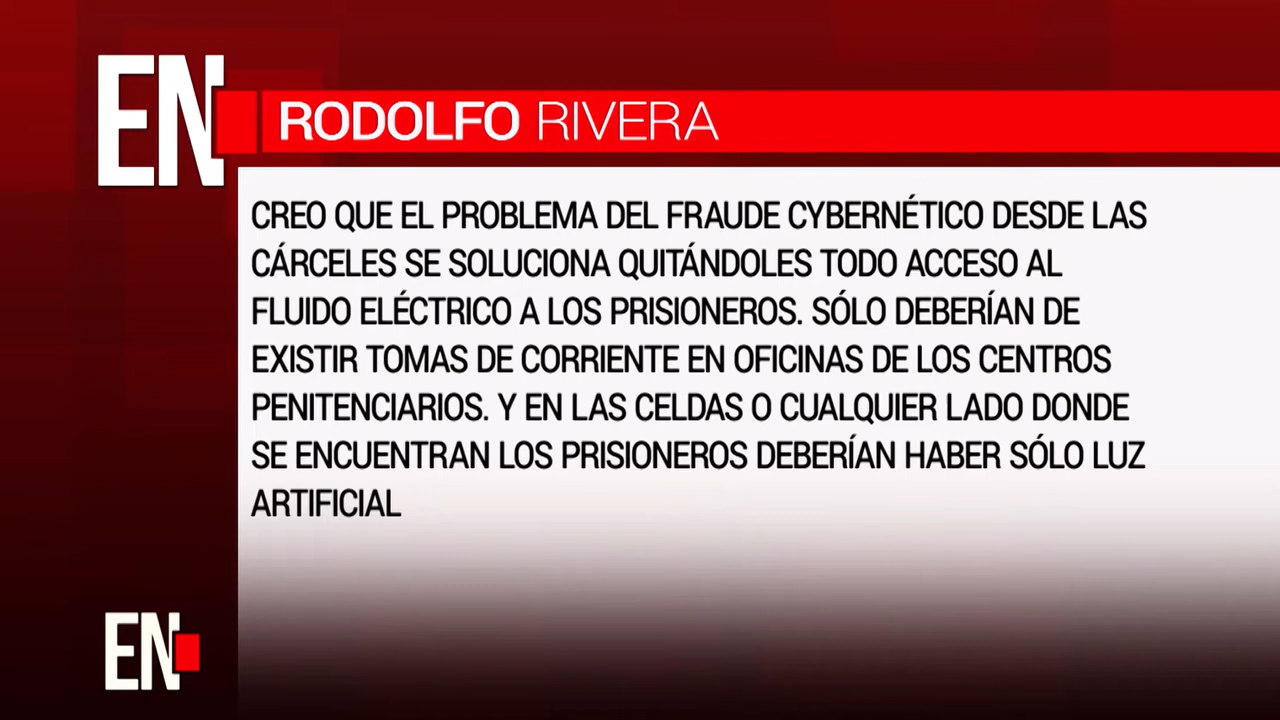 EN
RODOLFO RIVERA
CREO QUE EL PROBLEMA DEL FRAUDE CYBERNÉTICO DESDE LAS
CÁRCELES SE SOLUCIONA QUITÁNDOLES TODO ACCESO AL
FLUIDO ELÉCTRICO A LOS PRISIONEROS. SÓLO DEBERÍAN DE
EXISTIR TOMAS DE CORRIENTE EN OFICINAS DE LOS CENTROS
PENITENCIARIOS. Y EN LAS CELDAS O CUALQUIER LADO DONDE
SE ENCUENTRAN LOS PRISIONEROS DEBERÍAN HABER SÓLO LUZ
ARTIFICIAL
EN